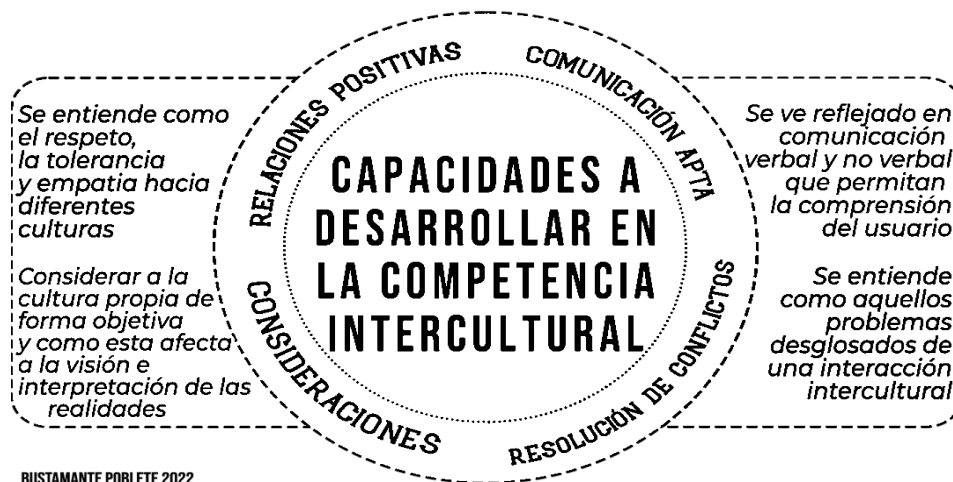 RELACIONES POSITIVAS
COMUNICACIÓN APTA
Se entiende como
el respeto,
la tolerancia
y empatia hacia
diferentes
culturas
Se ve reflejado en
comunicación
verbal y no verbal
que permitan
la comprensión
del usuario
CAPACIDADES A
DESARROLLAR EN
LA COMPETENCIA
INTERCULTURAL
Considerar a la
cultura propia de
forma objetiva
y como esta afecta
a la visión e
interpretación de las
realidades
Se entiende
como aquellos
problemas
desglosados de
una interacción
intercultural
CONSIDERACIONES
RESOLUCIÓN DE CONFLICTOS
BUSTAMANTE POBLETE 2022